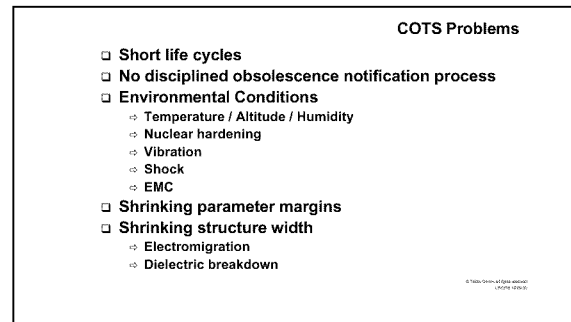 COTS Problems
❑ Short life cycles
❑ No disciplined obsolescence notification process
❑ Environmental Conditions
⇨ Temperature / Altitude / Humidity
⇨ Nuclear hardening
⇨ Vibration
⇨ Shock
⇨ EMC
❑ Shrinking parameter margins
❑ Shrinking structure width
⇨ Electromigration
⇨ Dielectric breakdown